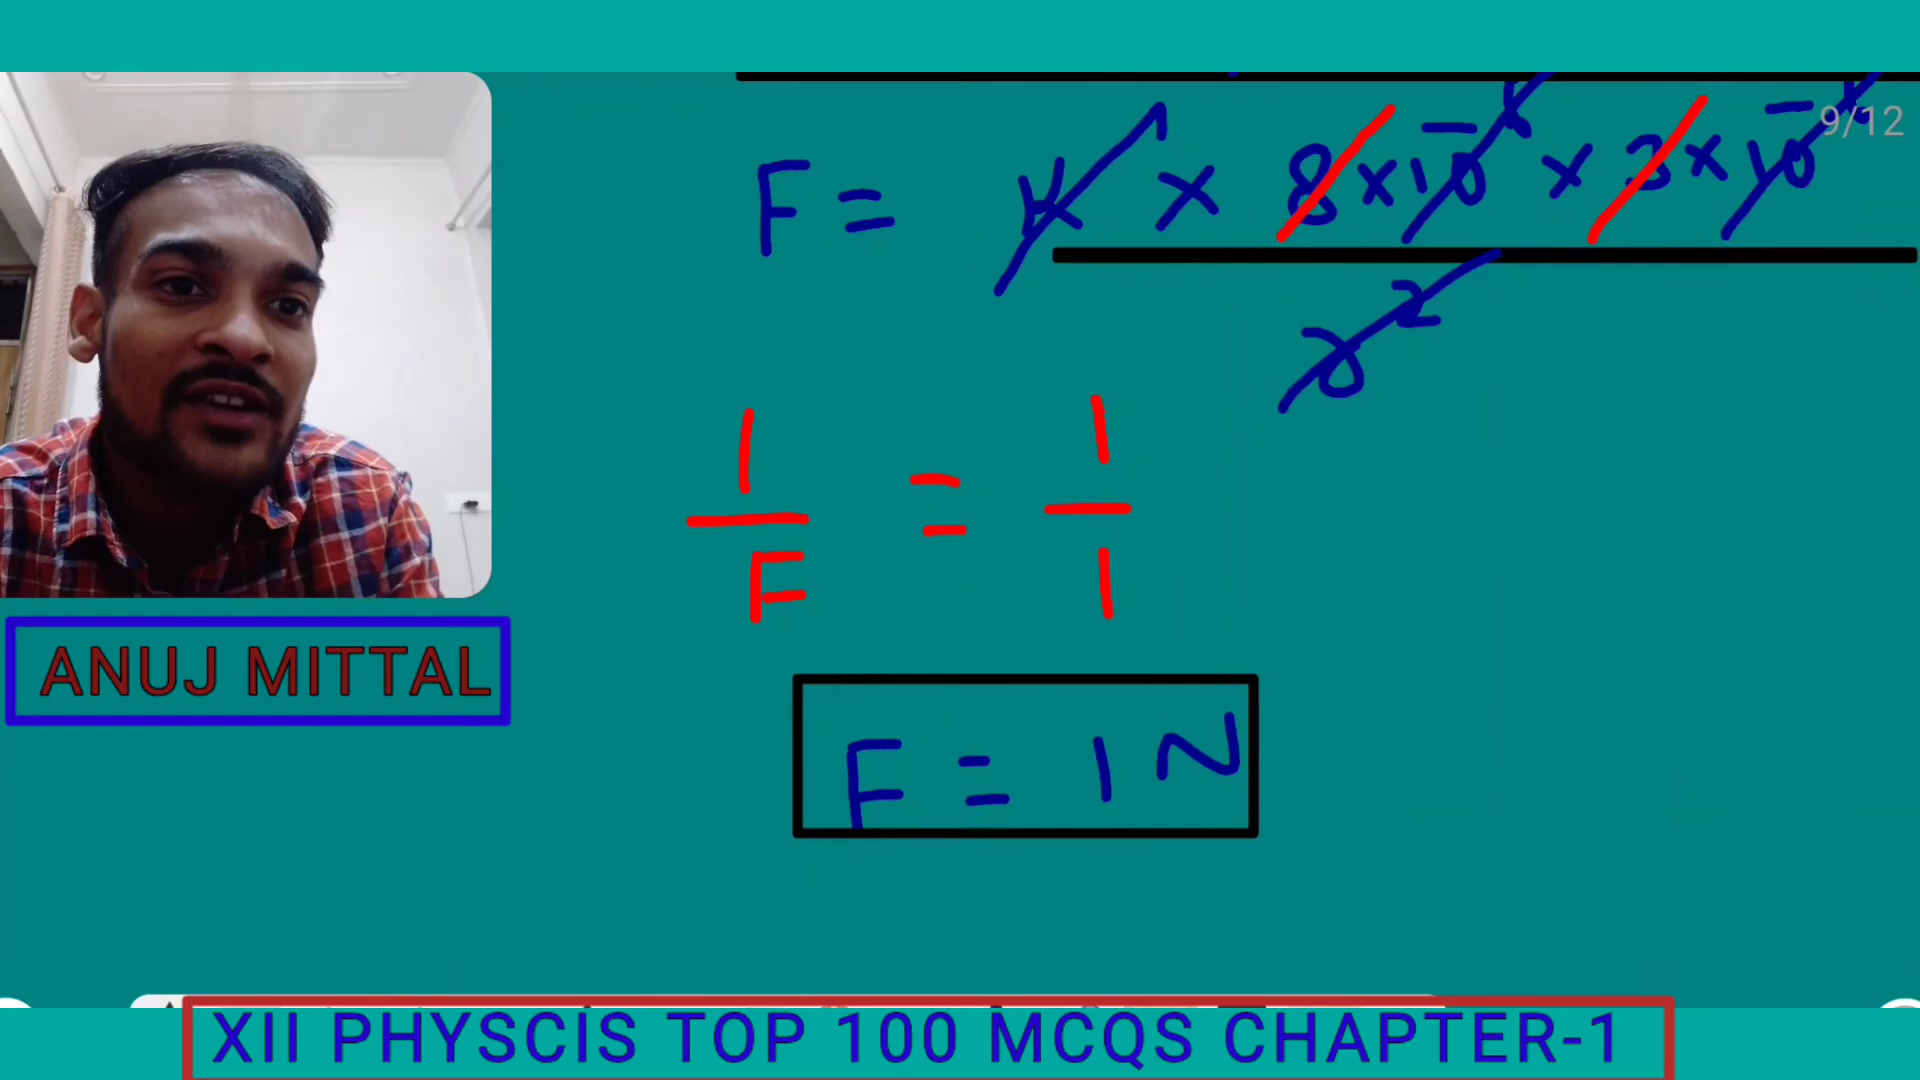 9/12
F = K × 8×10⁻⁶ × 3×10⁻⁶
r²
1/F = 1/1
F = 1 N
ANUJ MITTAL
XII PHYSCIS TOP 100 MCQS CHAPTER-1